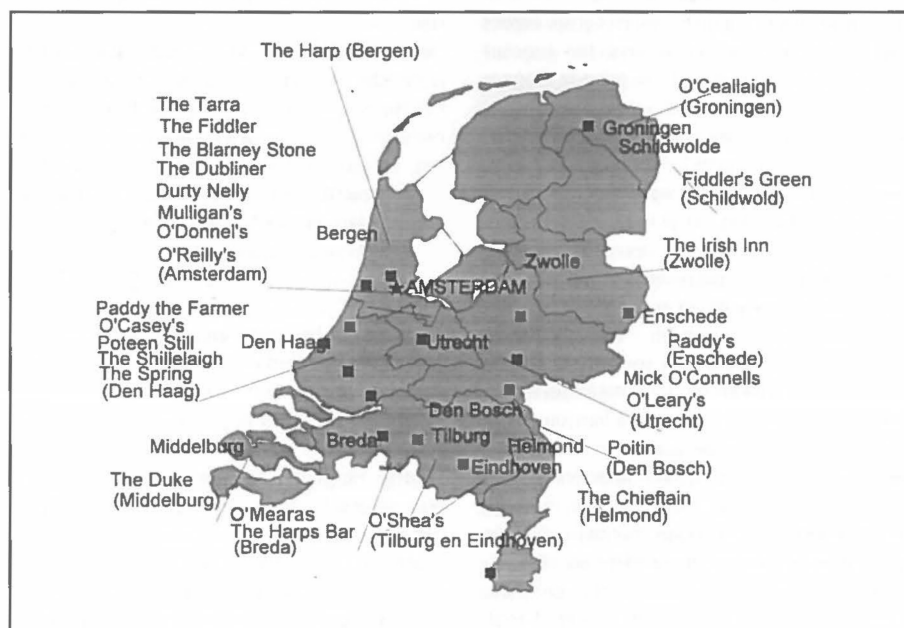 The Harp (Bergen)
The Tarra
The Fiddler
The Blarney Stone
The Dubliner
Durty Nelly
Mulligan's
O'Donnel's
O'Reilly's
(Amsterdam)
O'Ceallaigh
(Groningen)
Groningen
Schildwolde
Fiddler's Green
(Schildwold)
Bergen
The Irish Inn
(Zwolle)
Zwolle
AMSTERDAM
Paddy the Farmer
O'Casey's
Poteen Still
The Shillelaigh
The Spring
(Den Haag)
Den Haag
Utrecht
Enschede
Paddy's
(Enschede)
Mick O'Connells
O'Leary's
(Utrecht)
Den Bosch
Middelburg
Breda
Tilburg
Helmond
Eindhoven
Poitin
(Den Bosch)
The Duke
(Middelburg)
O'Mearas
The Harps Bar
(Breda)
O'Shea's
(Tilburg en Eindhoven)
The Chieftain
(Helmond)